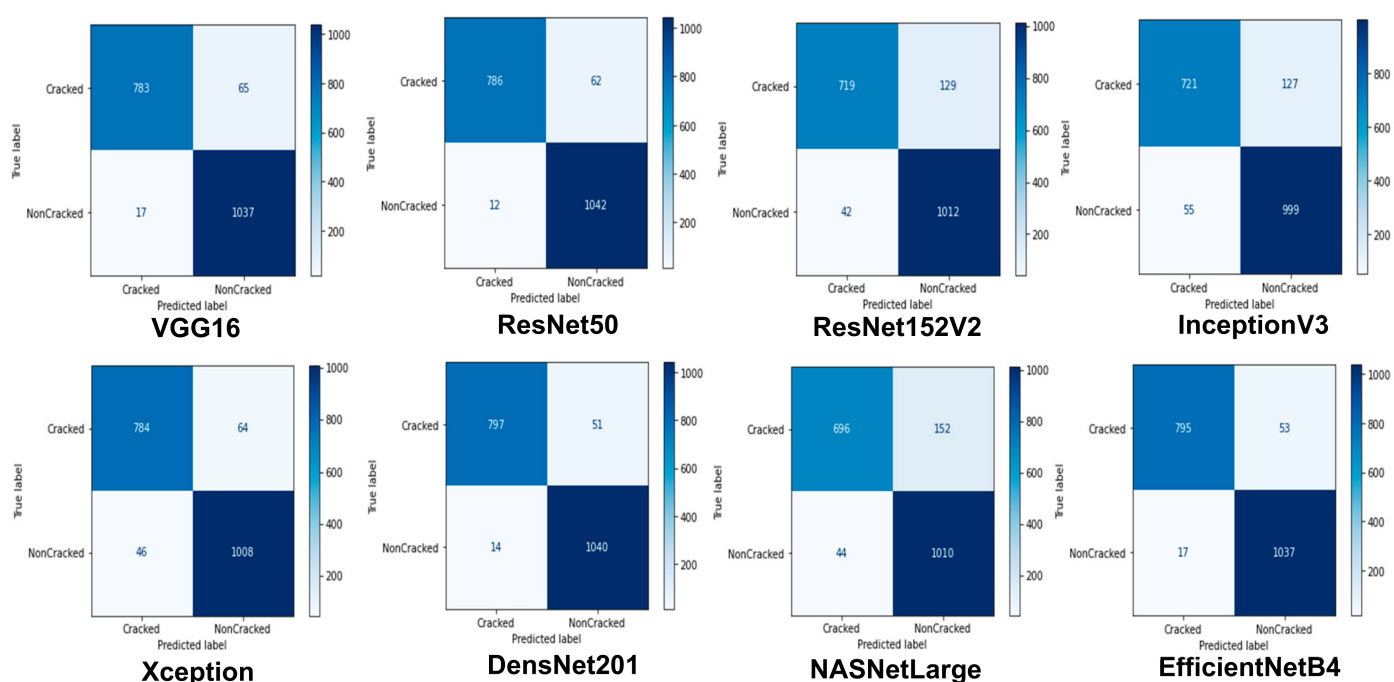 1000
Cracked
783
65
800
True label
600
400
NonCracked
17
1037
200
Cracked
NonCracked
Predicted label
VGG16
1000
Cracked
786
62
800
True label
600
400
NonCracked
12
1042
200
Cracked
NonCracked
Predicted label
ResNet50
1000
Cracked
719
129
800
True label
600
400
NonCracked
42
1012
200
Cracked
NonCracked
Predicted label
ResNet152V2
Cracked
721
127
800
True label
600
400
NonCracked
55
999
200
Cracked
NonCracked
Predicted label
InceptionV3
1000
Cracked
784
64
800
True label
600
400
NonCracked
46
1008
200
Cracked
NonCracked
Predicted label
Xception
1000
Cracked
797
51
800
True label
600
400
NonCracked
14
1040
200
Cracked
NonCracked
Predicted label
DensNet201
1000
Cracked
696
152
800
True label
600
400
NonCracked
44
1010
200
Cracked
NonCracked
Predicted label
NASNetLarge
1000
Cracked
795
53
800
True label
600
400
NonCracked
17
1037
200
Cracked
NonCracked
Predicted label
EfficientNetB4